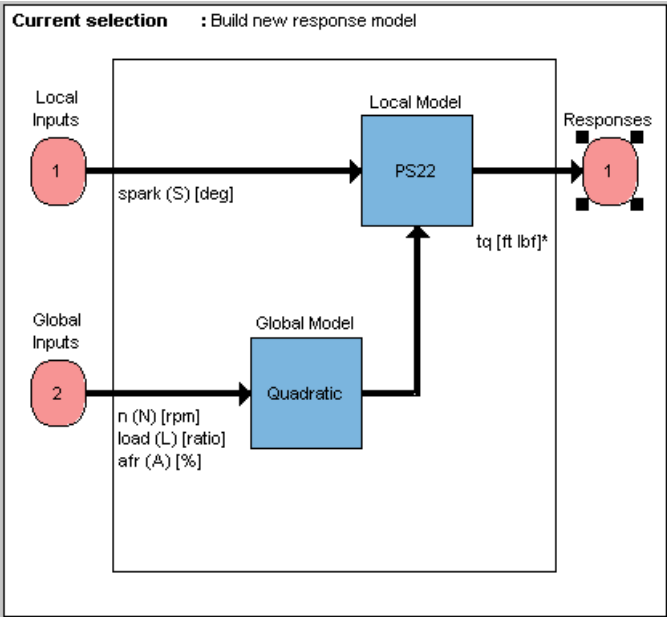 Current selection : Build new response model
Local
Inputs
1
spark (S) [deg]
Local Model
PS22
Responses
1
tq [ft lbf]*
Global
Inputs
2
n (N) [rpm]
load (L) [ratio]
afr (A) [%]
Global Model
Quadratic